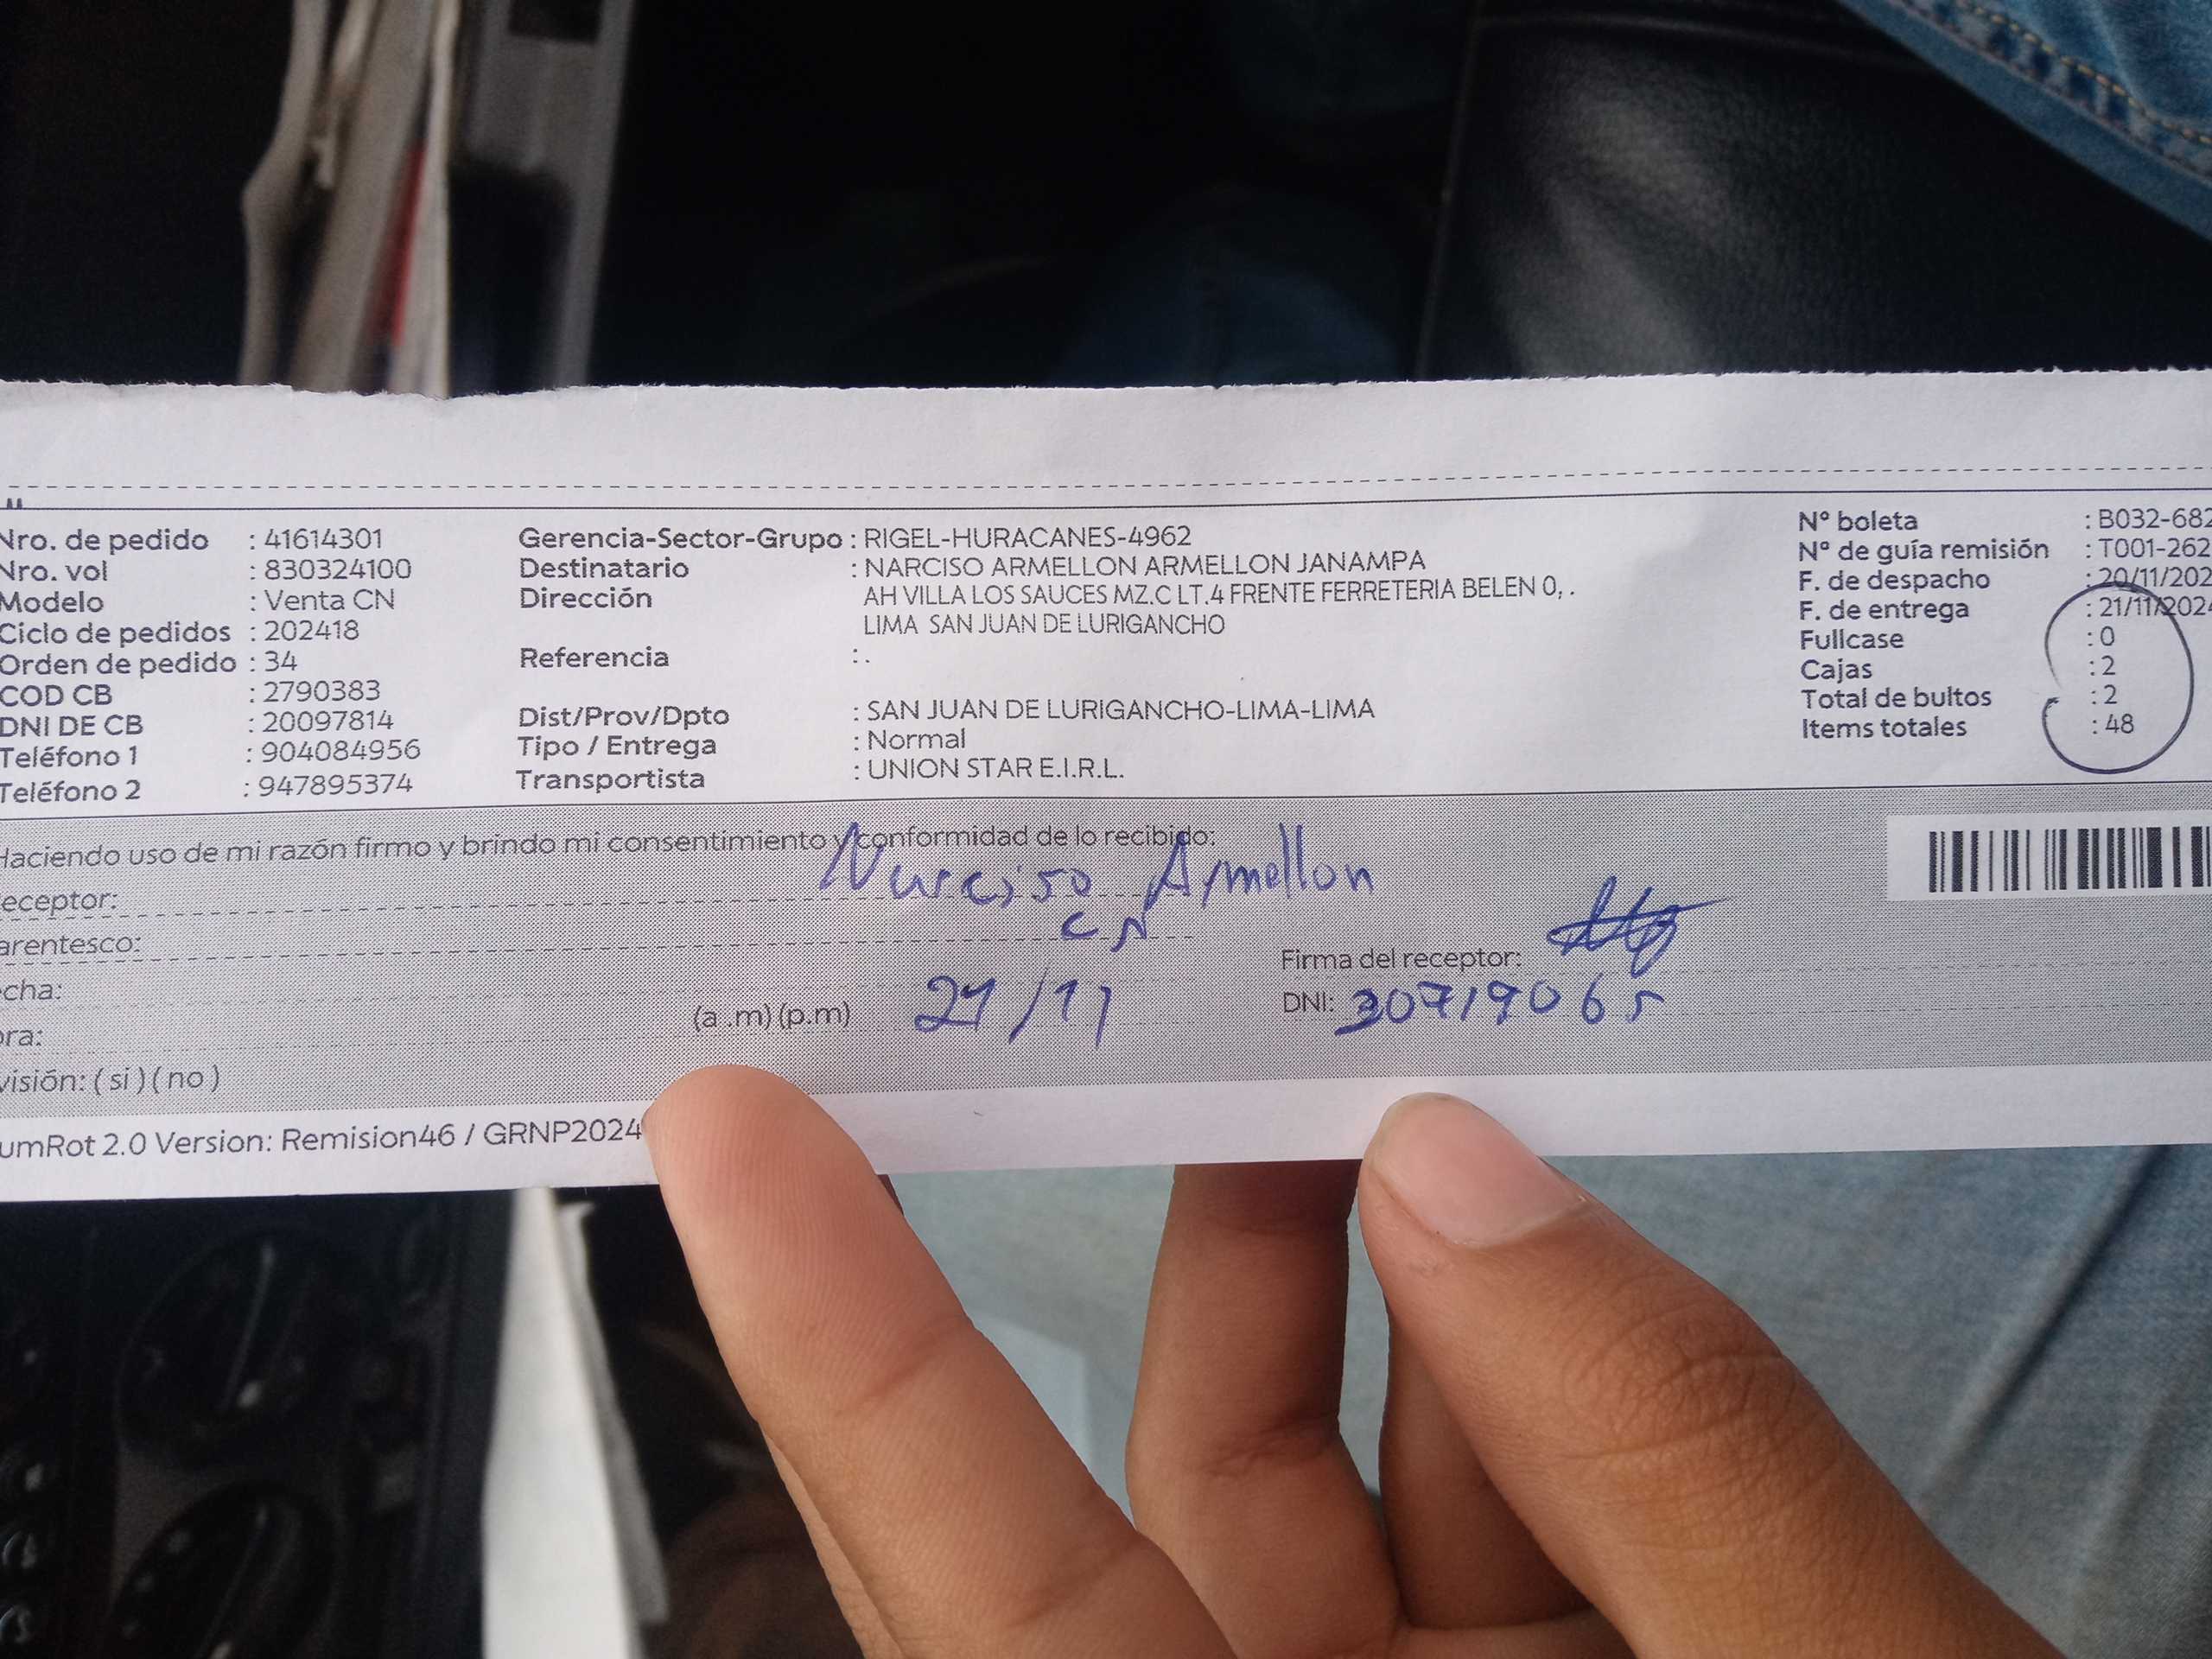 Nro. de pedido : 41614301
Nro. vol : 830324100
Modelo : Venta CN
Ciclo de pedidos : 202418
Orden de pedido : 34
COD CB : 2790383
DNI DE CB : 20097814
Teléfono 1 : 904084956
Teléfono 2 : 947895374
Gerencia-Sector-Grupo : RIGEL-HURACANES-4962
Destinatario : NARCISO ARMELLON ARMELLON JANAMPA
Dirección AH VILLA LOS SAUCES MZ.C LT.4 FRENTE FERRETERIA BELEN 0, .
LIMA SAN JUAN DE LURIGANCHO
Referencia : .
Dist/Prov/Dpto : SAN JUAN DE LURIGANCHO-LIMA-LIMA
Tipo / Entrega : Normal
Transportista : UNION STAR E.I.R.L.
N° boleta : B032-682
N° de guía remisión : T001-262
F. de despacho : 20/11/202
F. de entrega : 21/11/2024
Fullcase : 0
Cajas : 2
Total de bultos : 2
Items totales : 48
Haciendo uso de mi razón firmo y brindo mi consentimiento y conformidad de lo recibido:
eceptor: Narciso Armellon
arentesco: CN
cha:
ora: (a .m) (p.m) 21/11
Firma del receptor:
DNI: 30719065
visión: ( si ) ( no )
umRot 2.0 Version: Remision46 / GRNP2024